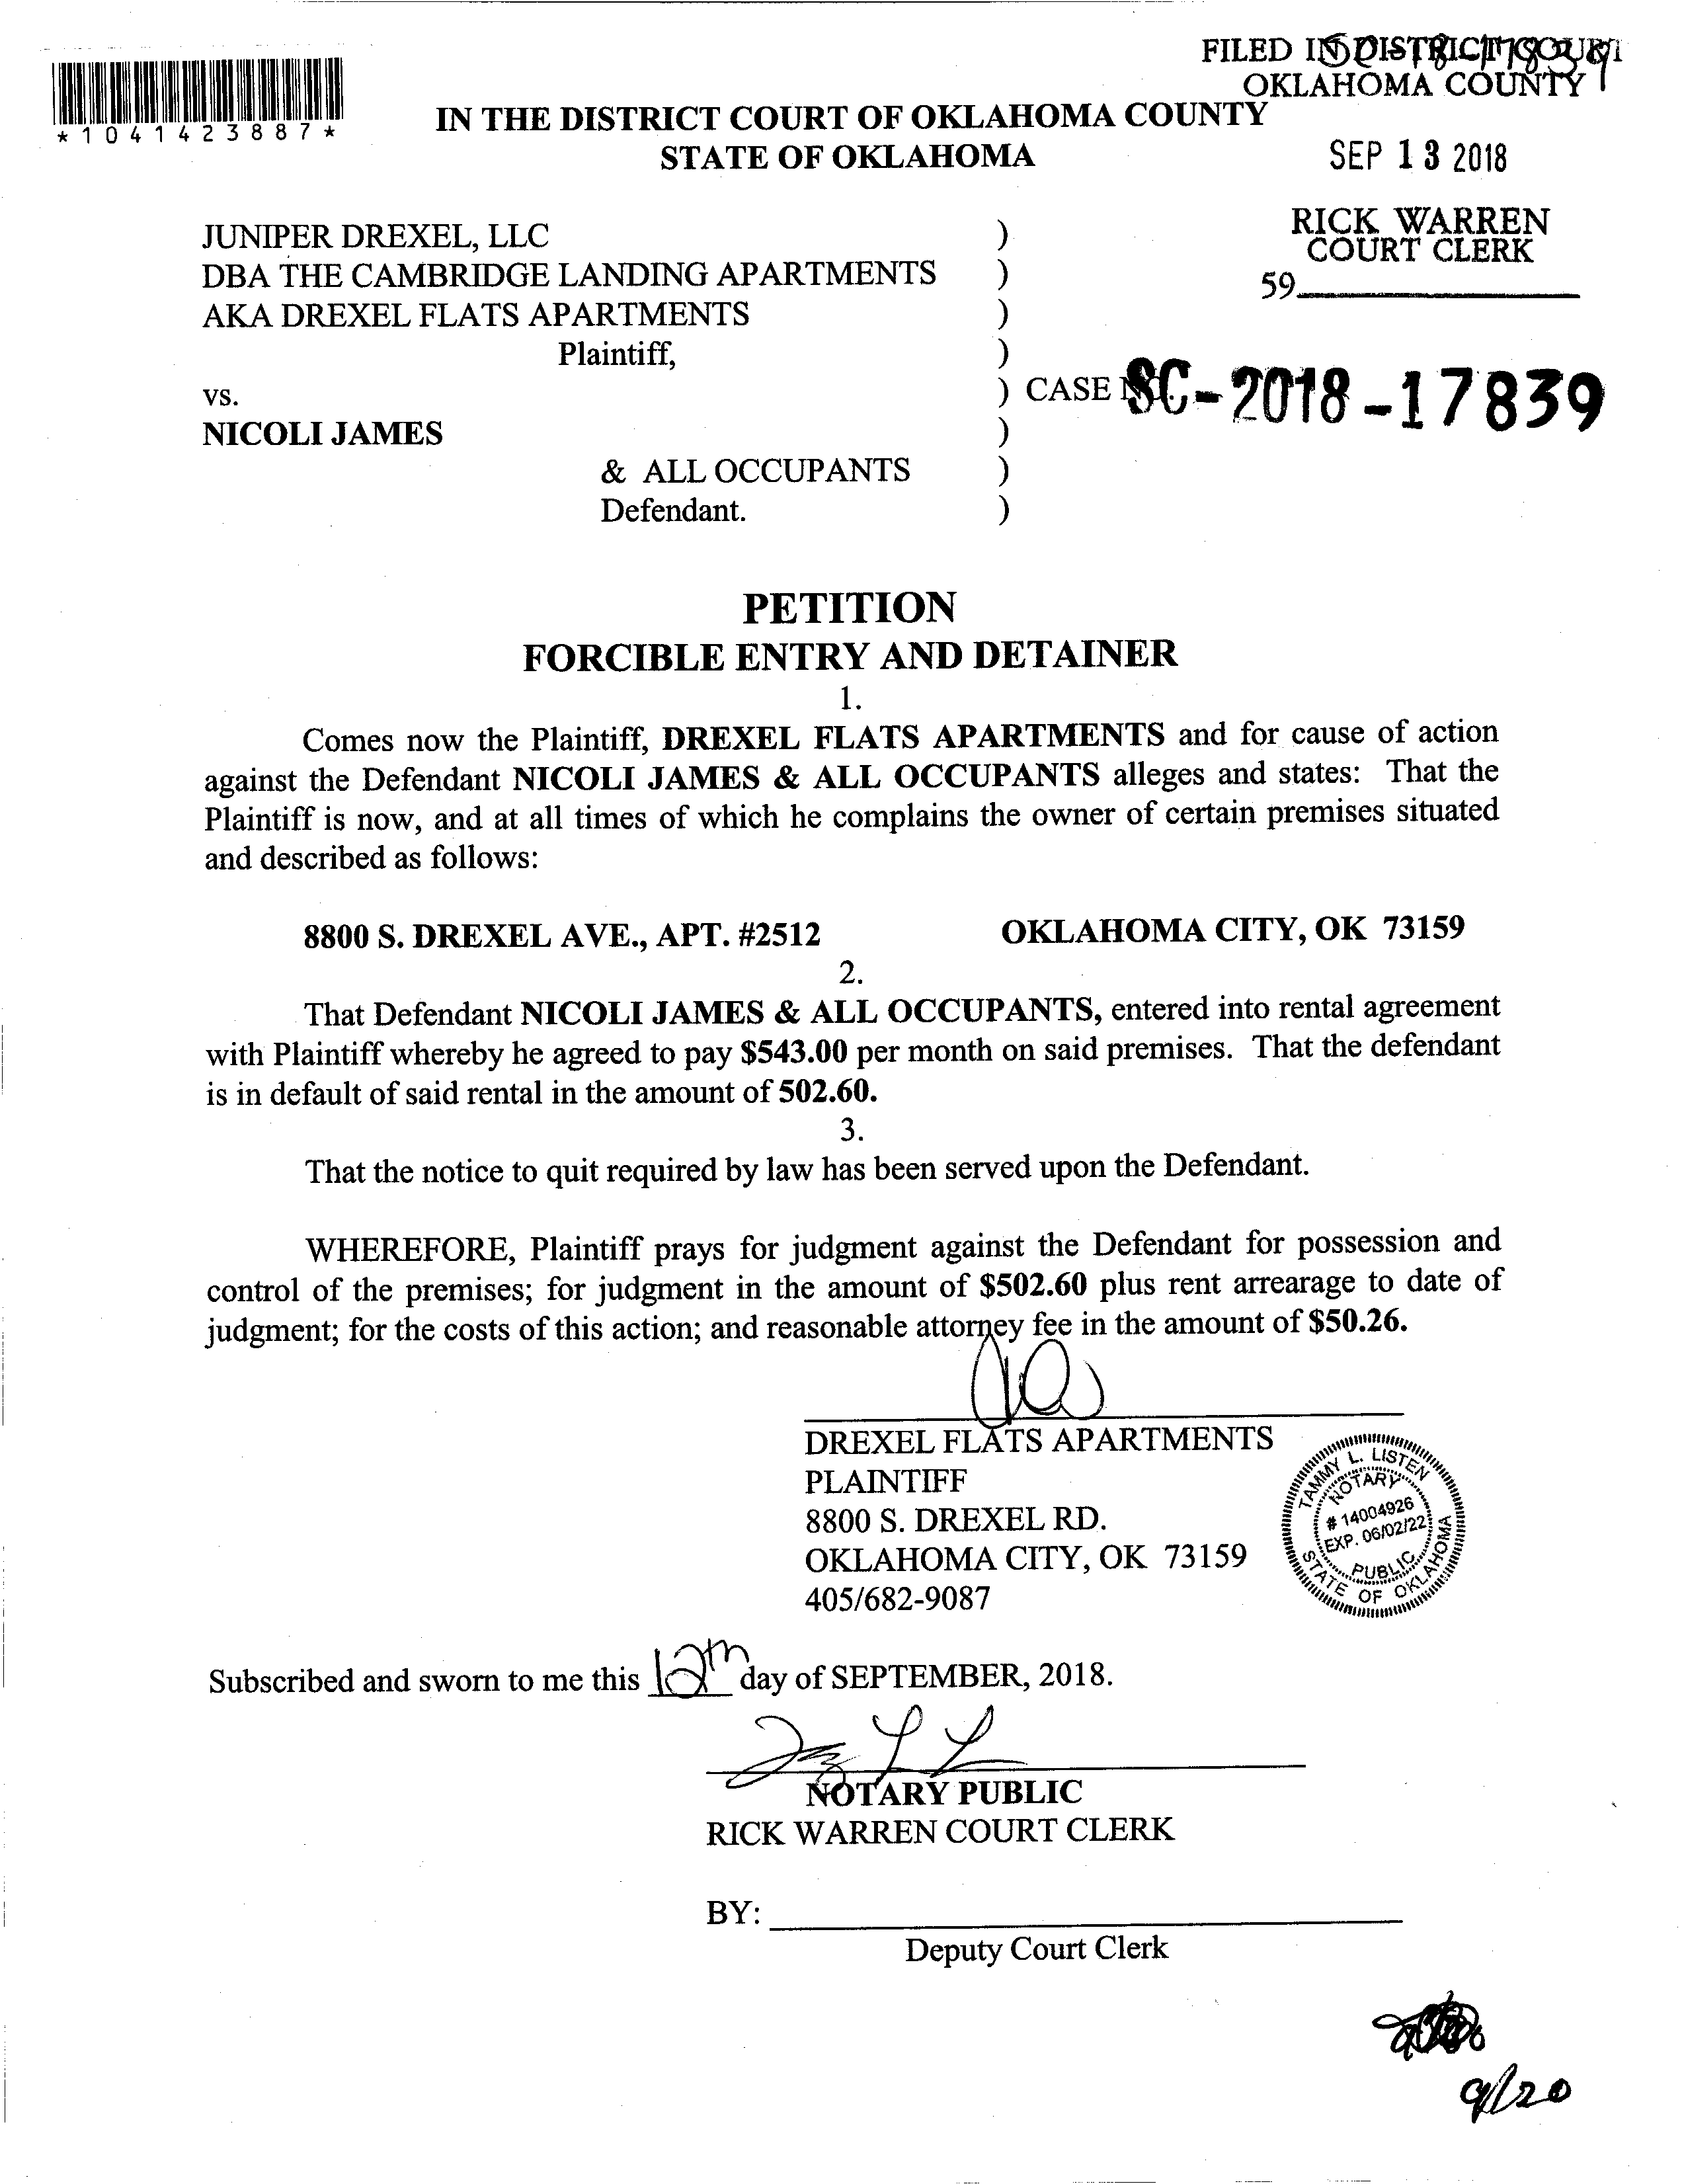 FILED IN DISTRICT COURT
OKLAHOMA COUNTY
*1041423887*
IN THE DISTRICT COURT OF OKLAHOMA COUNTY
STATE OF OKLAHOMA
SEP 13 2018
RICK WARREN
COURT CLERK
59
JUNIPER DREXEL, LLC )
DBA THE CAMBRIDGE LANDING APARTMENTS )
AKA DREXEL FLATS APARTMENTS )
Plaintiff, )
vs. ) CASE NO. SC-2018-17839
NICOLI JAMES )
& ALL OCCUPANTS )
Defendant. )
PETITION
FORCIBLE ENTRY AND DETAINER
1.
Comes now the Plaintiff, DREXEL FLATS APARTMENTS and for cause of action
against the Defendant NICOLI JAMES & ALL OCCUPANTS alleges and states: That the
Plaintiff is now, and at all times of which he complains the owner of certain premises situated
and described as follows:
8800 S. DREXEL AVE., APT. #2512 OKLAHOMA CITY, OK 73159
2.
That Defendant NICOLI JAMES & ALL OCCUPANTS, entered into rental agreement
with Plaintiff whereby he agreed to pay $543.00 per month on said premises. That the defendant
is in default of said rental in the amount of 502.60.
3.
That the notice to quit required by law has been served upon the Defendant.
WHEREFORE, Plaintiff prays for judgment against the Defendant for possession and
control of the premises; for judgment in the amount of $502.60 plus rent arrearage to date of
judgment; for the costs of this action; and reasonable attorney fee in the amount of $50.26.
DREXEL FLATS APARTMENTS
PLAINTIFF
8800 S. DREXEL RD.
OKLAHOMA CITY, OK 73159
405/682-9087
TAMMY L. LISTEN
NOTARY
# 14004926
EXP. 06/02/22
PUBLIC
STATE OF OKLAHOMA
Subscribed and sworn to me this 12th day of SEPTEMBER, 2018.
NOTARY PUBLIC
RICK WARREN COURT CLERK
BY:
Deputy Court Clerk
9/20